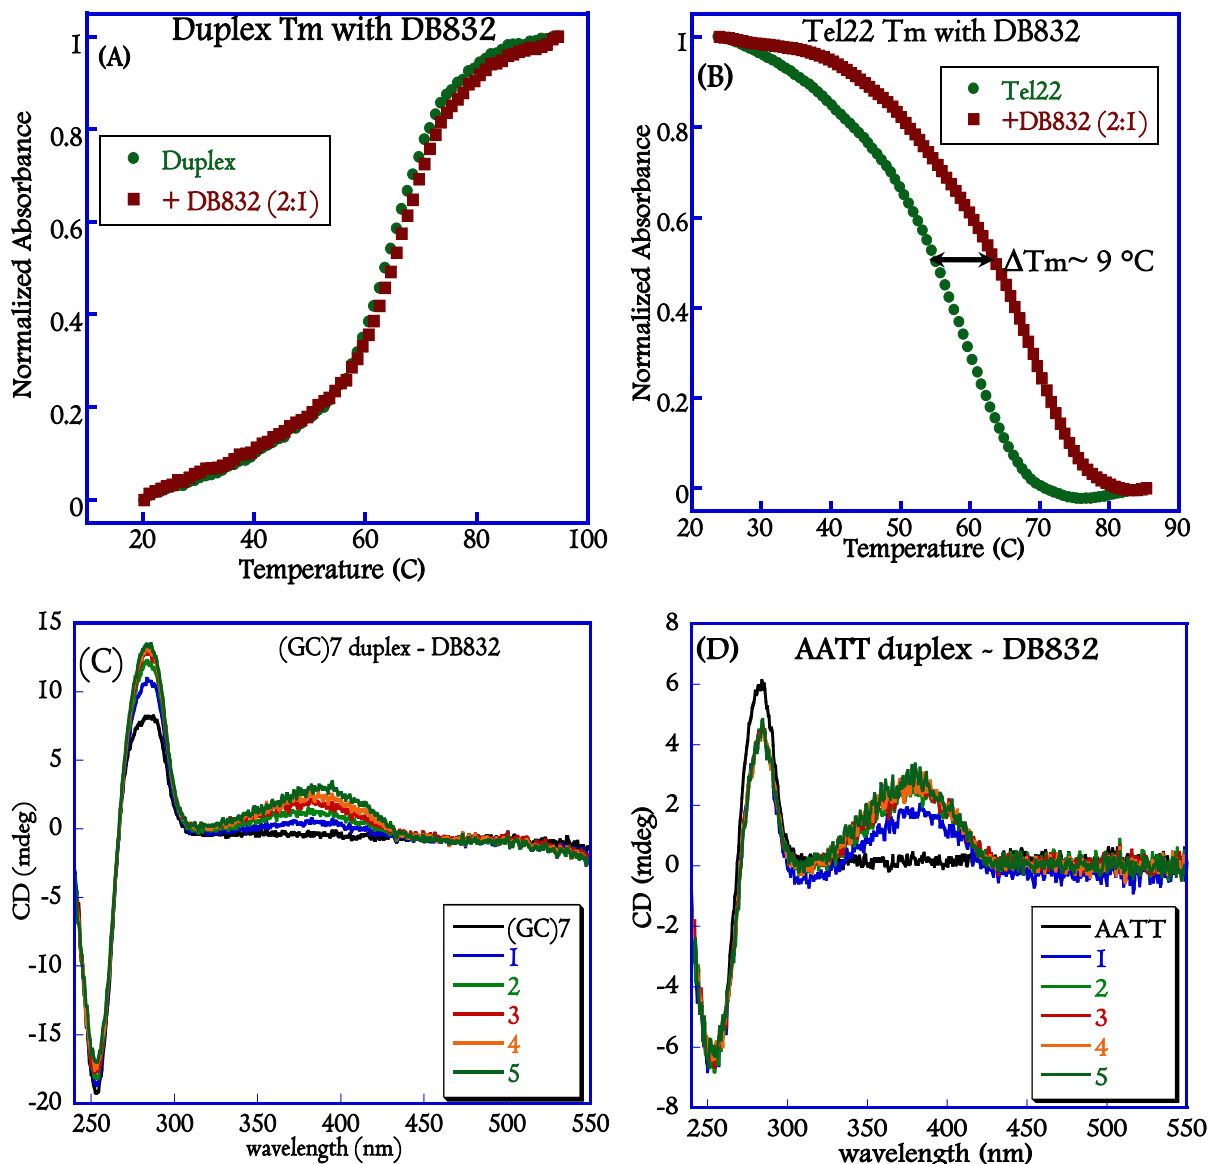 Duplex Tm with DB832
(A)
1
0.8
0.6
0.4
0.2
0
Normalized Absorbance
Duplex
+ DB832 (2:1)
20 40 60 80 100
Temperature (C)
Tel22 Tm with DB832
(B)
1
0.8
0.6
0.4
0.2
0
Normalized Absorbance
Tel22
+DB832 (2:1)
ΔTm~ 9 °C
20 30 40 50 60 70 80 90
Temperature (C)
(C)
(GC)7 duplex - DB832
15
10
5
0
-5
-10
-15
-20
CD (mdeg)
(GC)7
1
2
3
4
5
250 300 350 400 450 500 550
wavelength (nm)
(D)
AATT duplex ~ DB832
8
6
4
2
0
-2
-4
-6
-8
CD (mdeg)
AATT
1
2
3
4
5
250 300 350 400 450 500 550
wavelength (nm)